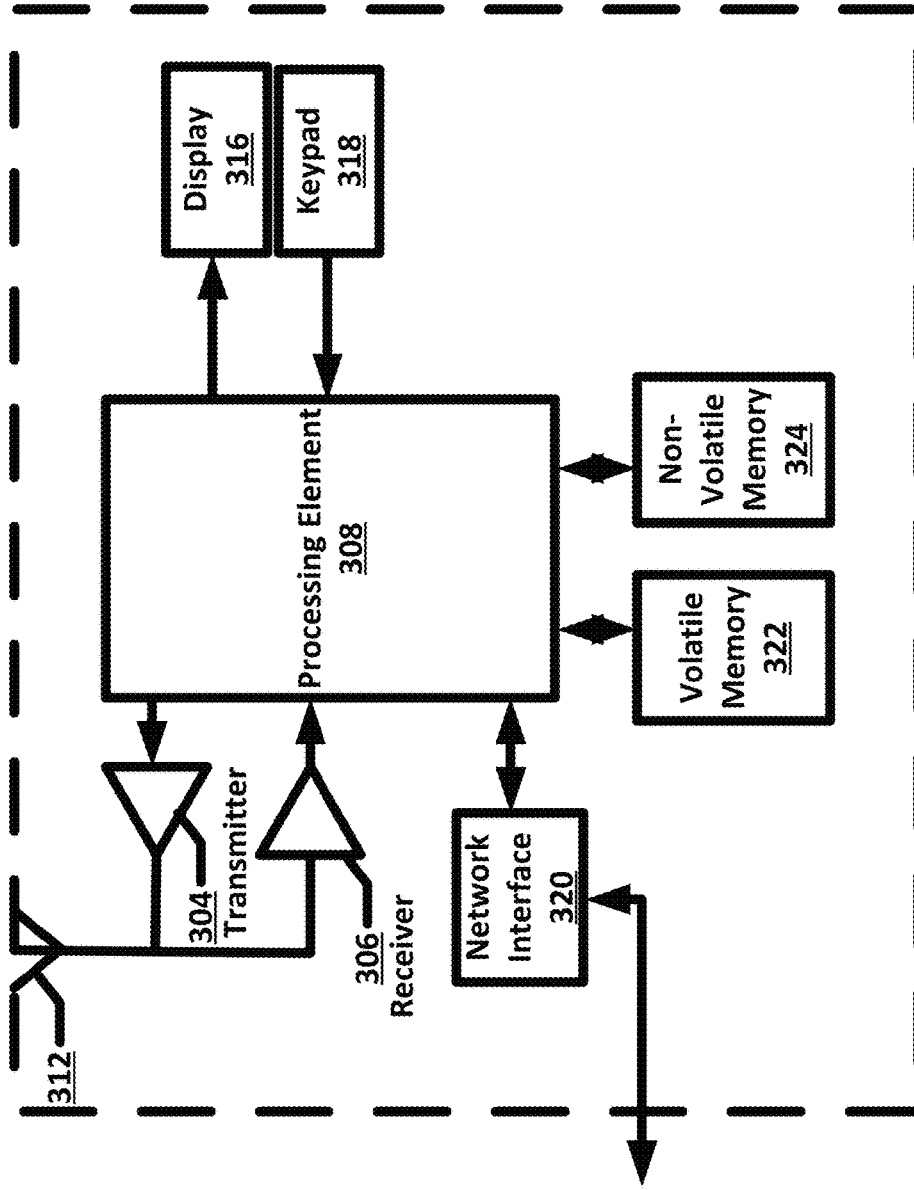 312
304
Transmitter
306
Receiver
Processing Element
308
Display
316
Keypad
318
Network
Interface
320
Volatile
Memory
322
Non-
Volatile
Memory
324